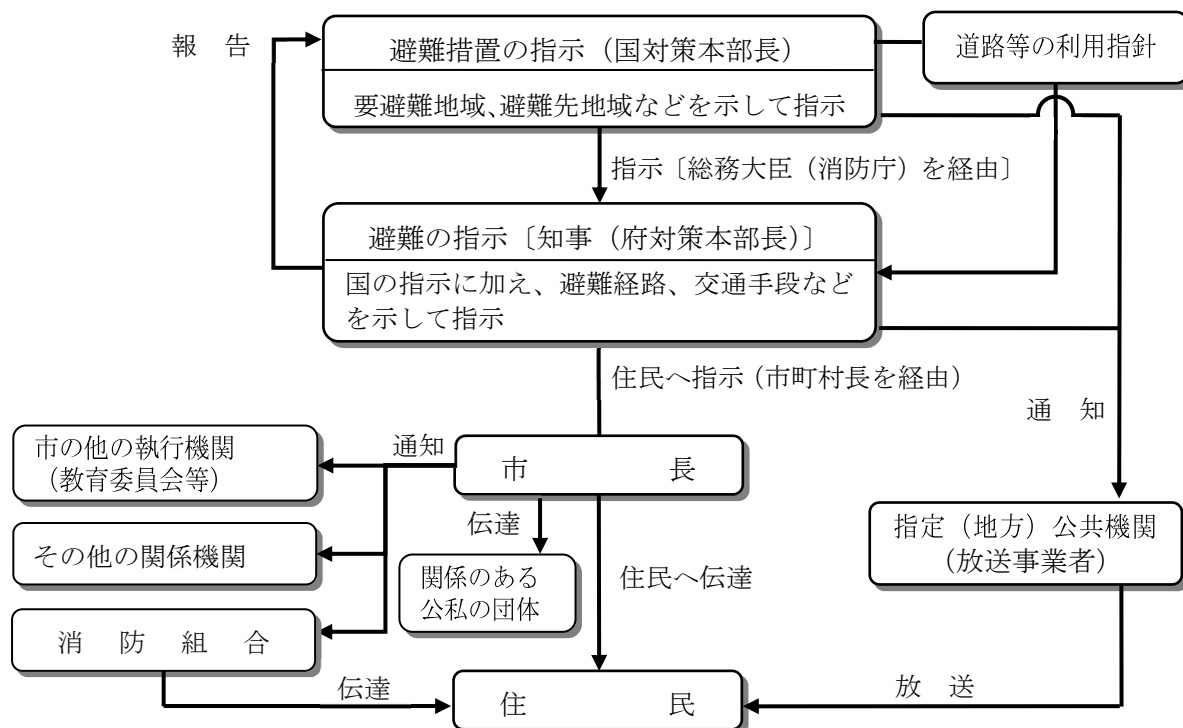 報　告
避難措置の指示（国対策本部長）
要避難地域、避難先地域などを示して指示
道路等の利用指針
指示〔総務大臣（消防庁）を経由〕
避難の指示〔知事（府対策本部長）〕
国の指示に加え、避難経路、交通手段など
を示して指示
住民へ指示（市町村長を経由）
通　知
市の他の執行機関
（教育委員会等）
通知
市　　　長
指定（地方）公共機関
（放送事業者）
伝達
その他の関係機関
関係のある
公私の団体
住民へ伝達
消　防　組　合
伝達
住　　　民
放　送